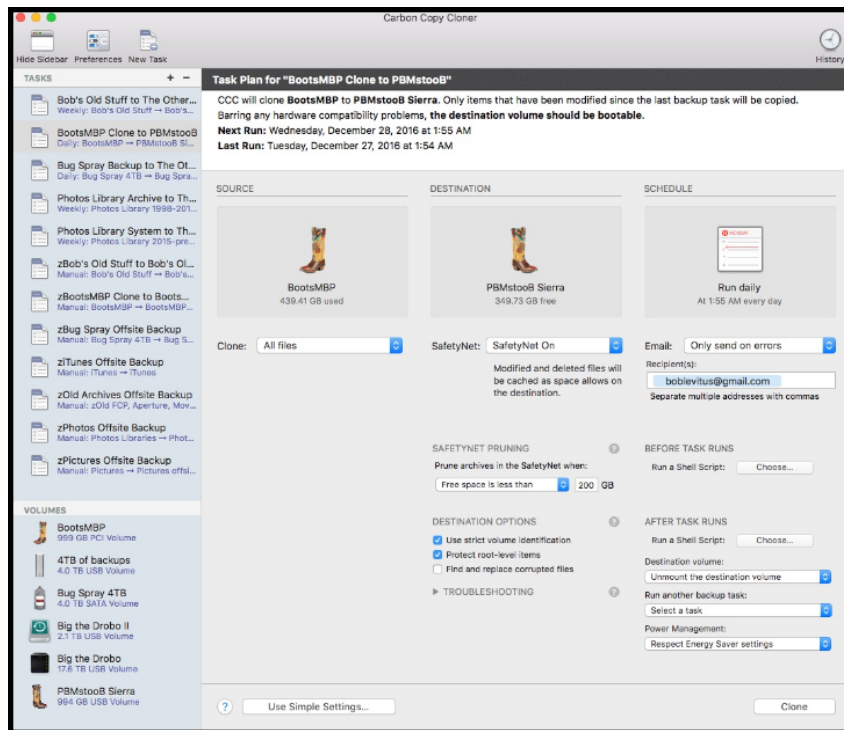 Carbon Copy Cloner
Hide Sidebar Preferences New Task
History
TASKS + −
Bob's Old Stuff to The Other...
Weekly: Bob's Old Stuff → Bob's...
BootsMBP Clone to PBMstooB
Daily: BootsMBP → PBMstooB Si...
Bug Spray Backup to The Ot...
Daily: Bug Spray 4TB → Bug Spra...
Photos Library Archive to Th...
Weekly: Photos Library 1998-201...
Photos Library System to Th...
Weekly: Photos Library 2015-pre...
zBob's Old Stuff to Bob's Ol...
Manual: Bob's Old Stuff → Bob's...
zBootsMBP Clone to Boots...
Manual: BootsMBP → BootsMBP...
zBug Spray Offsite Backup
Manual: Bug Spray 4TB → Bug S...
ziTunes Offsite Backup
Manual: iTunes → iTunes
zOld Archives Offsite Backup
Manual: zOld FCP, Aperture, Mov...
zPhotos Offsite Backup
Manual: Photos Libraries → Phot...
zPictures Offsite Backup
Manual: Pictures → Pictures offsi...
VOLUMES
BootsMBP
999 GB PCI Volume
4TB of backups
4.0 TB USB Volume
Bug Spray 4TB
4.0 TB SATA Volume
Big the Drobo II
2.1 TB USB Volume
Big the Drobo
17.6 TB USB Volume
PBMstooB Sierra
994 GB USB Volume
Task Plan for "BootsMBP Clone to PBMstooB"
CCC will clone BootsMBP to PBMstooB Sierra. Only items that have been modified since the last backup task will be copied.
Barring any hardware compatibility problems, the destination volume should be bootable.
Next Run: Wednesday, December 28, 2016 at 1:55 AM
Last Run: Tuesday, December 27, 2016 at 1:54 AM
SOURCE
BootsMBP
439.41 GB used
Clone: All files
DESTINATION
PBMstooB Sierra
349.73 GB free
SafetyNet: SafetyNet On
Modified and deleted files will
be cached as space allows on
the destination.
SAFETYNET PRUNING ?
Prune archives in the SafetyNet when:
Free space is less than 200 GB
DESTINATION OPTIONS ?
Use strict volume identification
Protect root-level items
Find and replace corrupted files
TROUBLESHOOTING ?
SCHEDULE
MONDAY
Run daily
At 1:55 AM every day
Email: Only send on errors
Recipient(s):
boblevitus@gmail.com
Separate multiple addresses with commas
BEFORE TASK RUNS
Run a Shell Script: Choose...
AFTER TASK RUNS
Run a Shell Script: Choose...
Destination volume:
Unmount the destination volume
Run another backup task:
Select a task
Power Management:
Respect Energy Saver settings
? Use Simple Settings... Clone